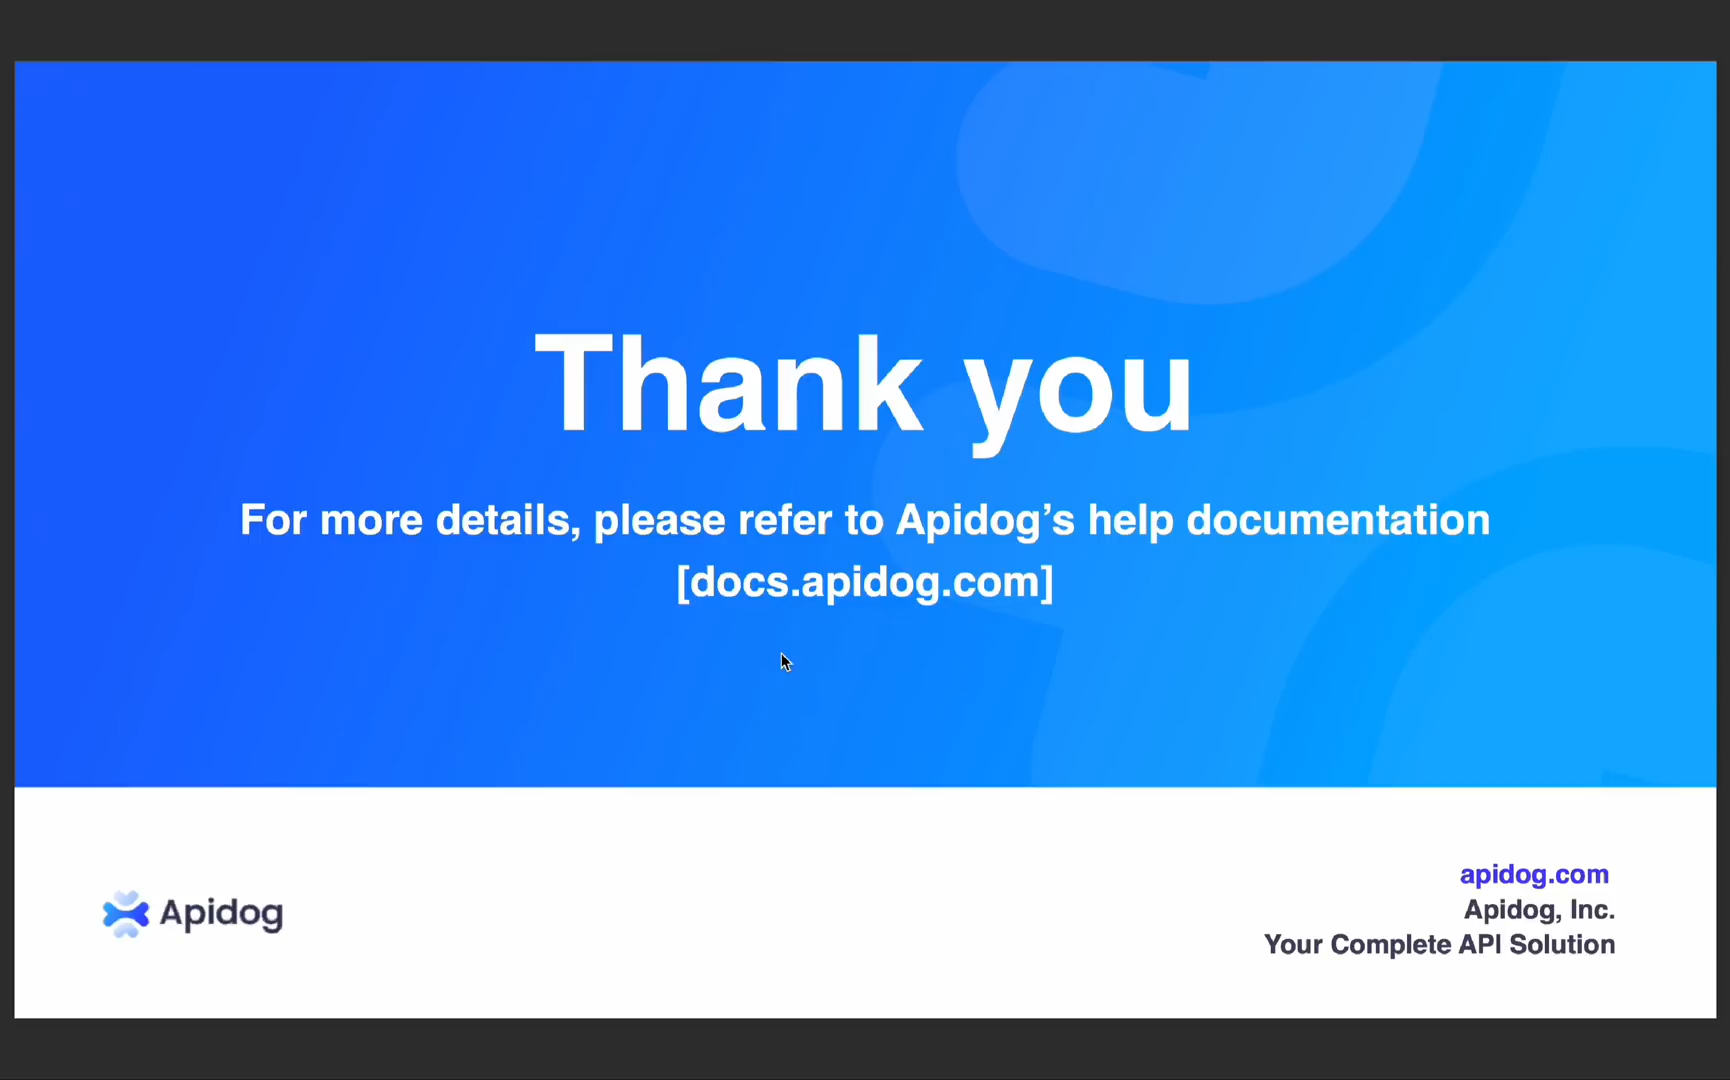 Thank you
For more details, please refer to Apidog’s help documentation
[docs.apidog.com]
Apidog
apidog.com
Apidog, Inc.
Your Complete API Solution